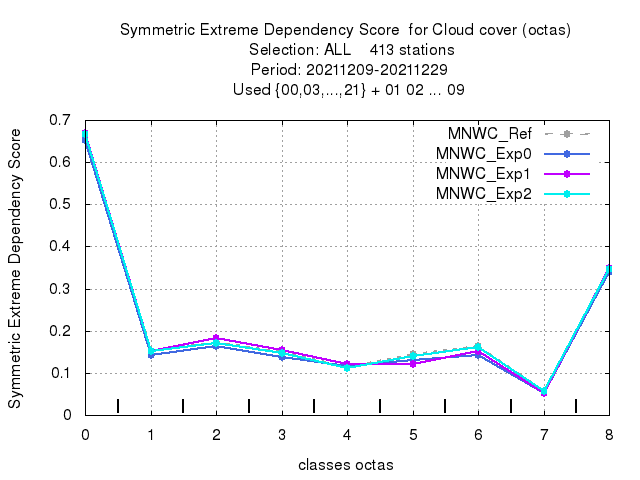 Symmetric Extreme Dependency Score for Cloud cover (octas)
Selection: ALL 413 stations
Period: 20211209-20211229
Used {00,03,...,21} + 01 02 ... 09
Symmetric Extreme Dependency Score
0.7
0.6
0.5
0.4
0.3
0.2
0.1
0
MNWC_Ref
MNWC_Exp0
MNWC_Exp1
MNWC_Exp2
0 1 2 3 4 5 6 7 8
classes octas